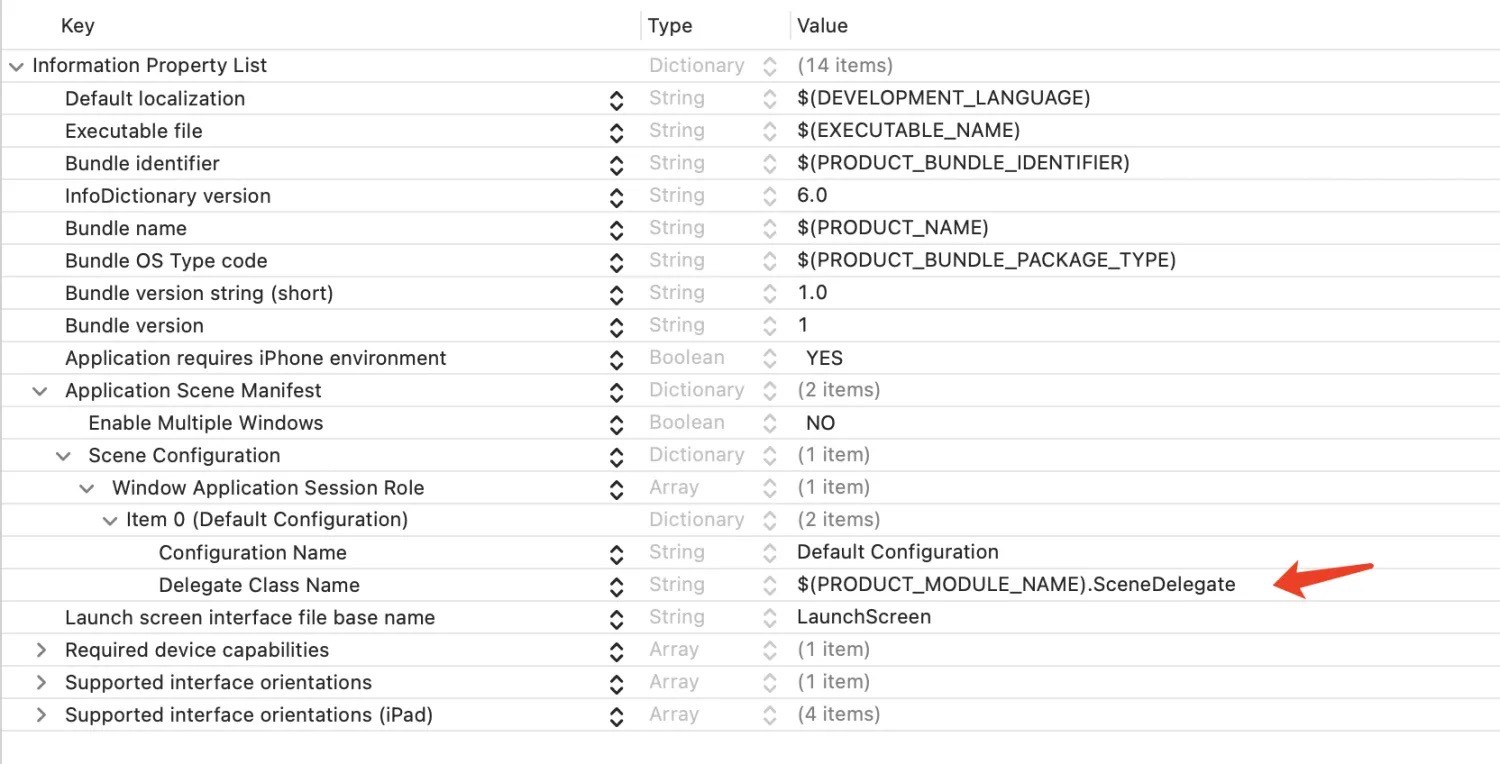 Key Type Value
Information Property List Dictionary (14 items)
Default localization String $(DEVELOPMENT_LANGUAGE)
Executable file String $(EXECUTABLE_NAME)
Bundle identifier String $(PRODUCT_BUNDLE_IDENTIFIER)
InfoDictionary version String 6.0
Bundle name String $(PRODUCT_NAME)
Bundle OS Type code String $(PRODUCT_BUNDLE_PACKAGE_TYPE)
Bundle version string (short) String 1.0
Bundle version String 1
Application requires iPhone environment Boolean YES
Application Scene Manifest Dictionary (2 items)
Enable Multiple Windows Boolean NO
Scene Configuration Dictionary (1 item)
Window Application Session Role Array (1 item)
Item 0 (Default Configuration) Dictionary (2 items)
Configuration Name String Default Configuration
Delegate Class Name String $(PRODUCT_MODULE_NAME).SceneDelegate
Launch screen interface file base name String LaunchScreen
Required device capabilities Array (1 item)
Supported interface orientations Array (1 item)
Supported interface orientations (iPad) Array (4 items)